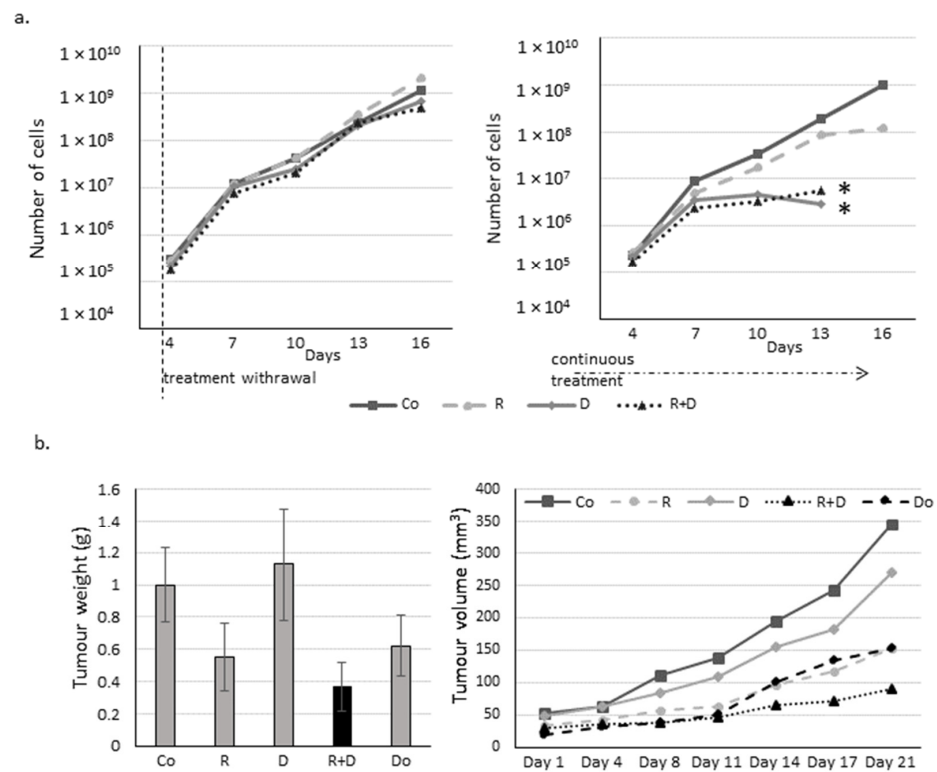 a.
Number of cells
1 × 10¹⁰
1 × 10⁹
1 × 10⁸
1 × 10⁷
1 × 10⁶
1 × 10⁵
1 × 10⁴
4 7 10 13 16
Days
treatment withrawal
Number of cells
1 × 10¹⁰
1 × 10⁹
1 × 10⁸
1 × 10⁷
1 × 10⁶
1 × 10⁵
1 × 10⁴
*
*
4 7 10 13 16
Days
continuous
treatment
Co R D R+D
b.
Tumour weight (g)
1.6
1.4
1.2
1
0.8
0.6
0.4
0.2
0
Co R D R+D Do
Tumour volume (mm³)
400
350
300
250
200
150
100
50
0
Co R D R+D Do
Day 1 Day 4 Day 8 Day 11 Day 14 Day 17 Day 21